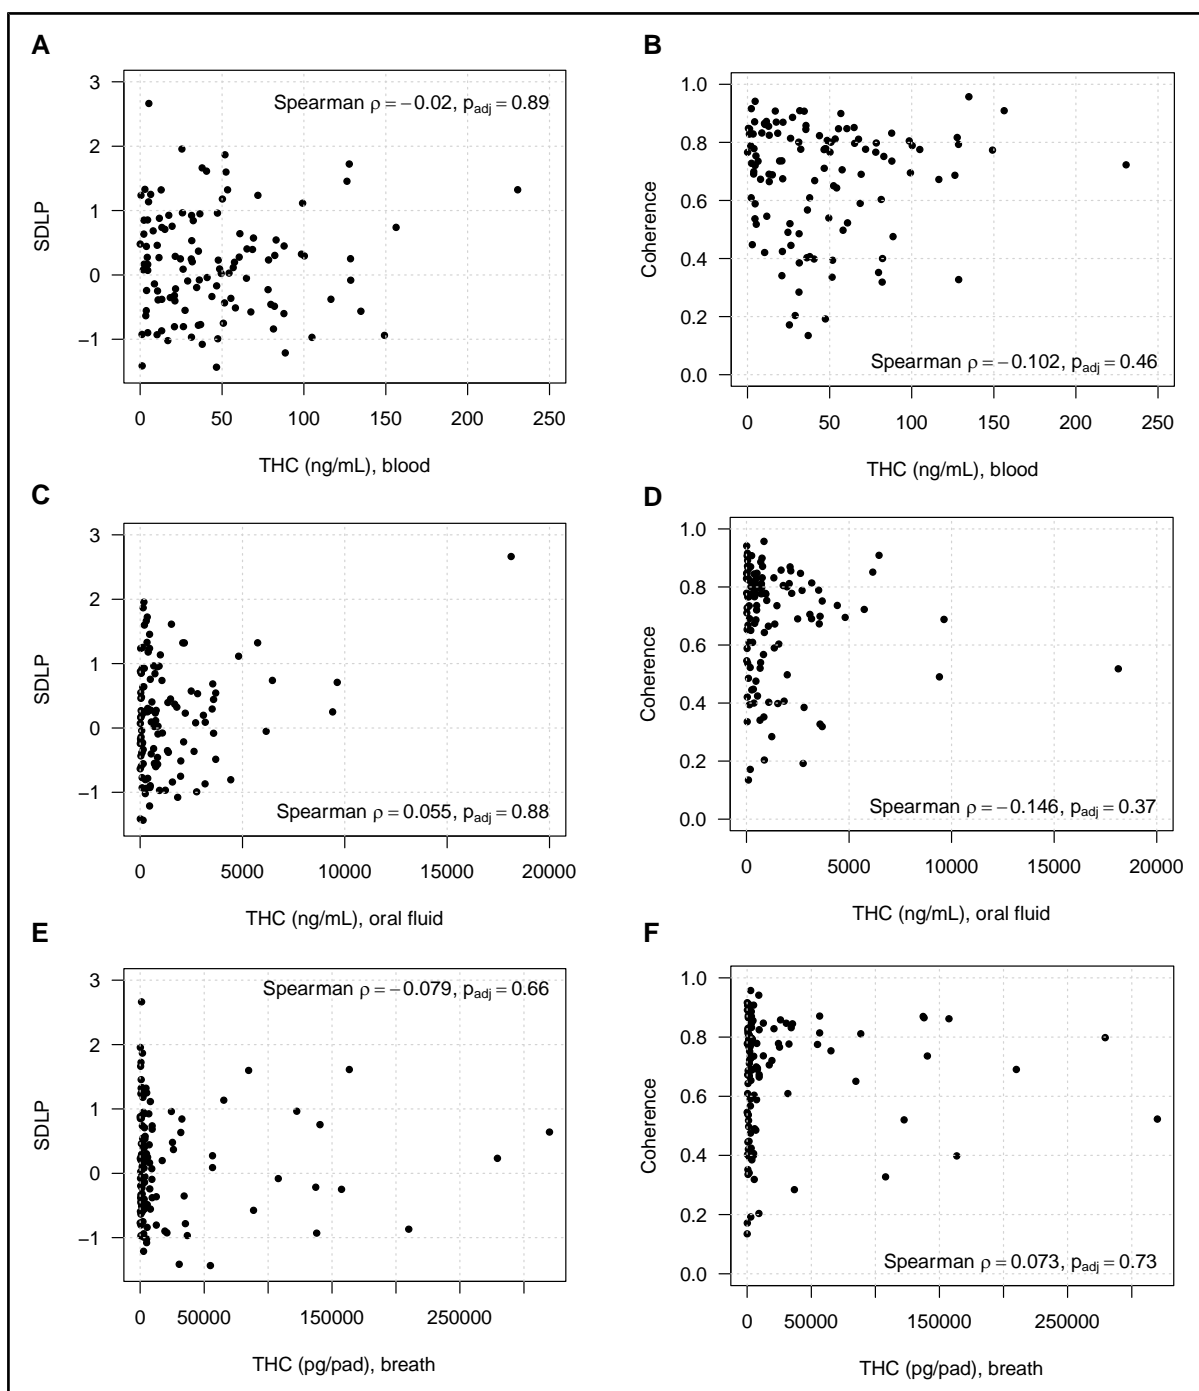 A
Spearman ρ = −0.02, padj = 0.89
SDLP
3
2
1
0
−1
0 50 100 150 200 250
THC (ng/mL), blood
B
Coherence
1.0
0.8
0.6
0.4
0.2
0.0
Spearman ρ = −0.102, padj = 0.46
0 50 100 150 200 250
THC (ng/mL), blood
C
SDLP
3
2
1
0
−1
Spearman ρ = 0.055, padj = 0.88
0 5000 10000 15000 20000
THC (ng/mL), oral fluid
D
Coherence
1.0
0.8
0.6
0.4
0.2
0.0
Spearman ρ = −0.146, padj = 0.37
0 5000 10000 15000 20000
THC (ng/mL), oral fluid
E
Spearman ρ = −0.079, padj = 0.66
SDLP
3
2
1
0
−1
0 50000 150000 250000
THC (pg/pad), breath
F
Coherence
1.0
0.8
0.6
0.4
0.2
0.0
Spearman ρ = 0.073, padj = 0.73
0 50000 150000 250000
THC (pg/pad), breath